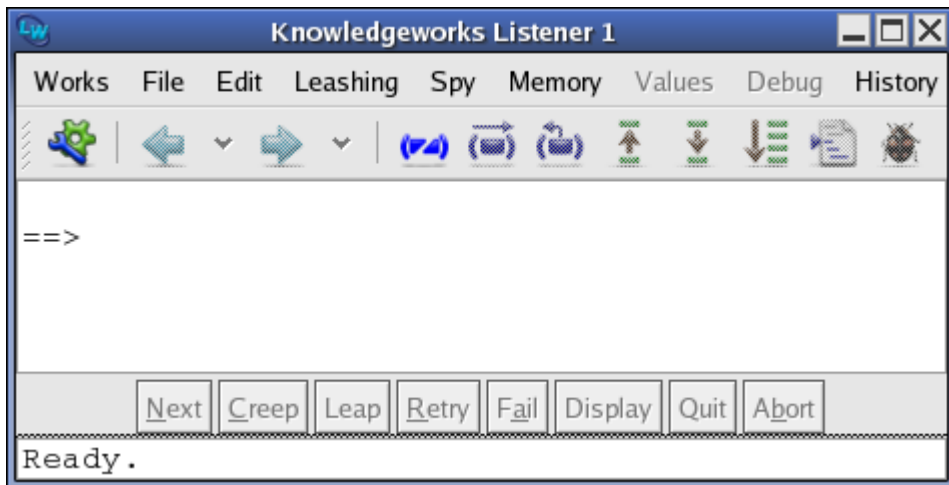 LW Knowledgeworks Listener 1
Works File Edit Leashing Spy Memory Values Debug History
==>
Next Creep Leap Retry Fail Display Quit Abort
Ready.